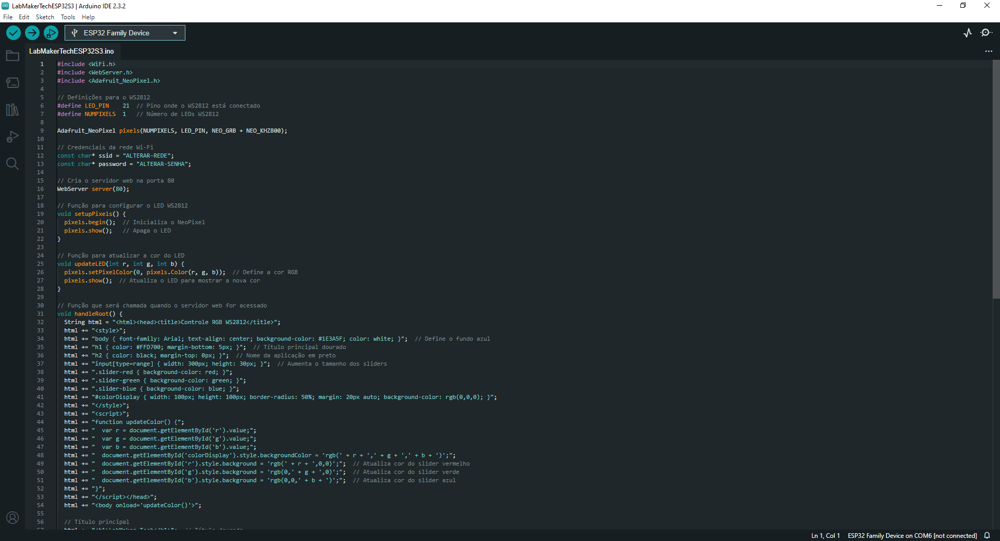 LabMakerTechESP32S3 | Arduino IDE 2.3.2
File Edit Sketch Tools Help
ESP32 Family Device
LabMakerTechESP32S3.ino
1 #include <WiFi.h>
2 #include <WebServer.h>
3 #include <Adafruit_NeoPixel.h>
4
5 // Definições para o WS2812
6 #define LED_PIN    21  // Pino onde o WS2812 está conectado
7 #define NUMPIXELS  1   // Número de LEDs WS2812
8
9 Adafruit_NeoPixel pixels(NUMPIXELS, LED_PIN, NEO_GRB + NEO_KHZ800);
10
11 // Credenciais da rede Wi-Fi
12 const char* ssid = "ALTERAR-REDE";
13 const char* password = "ALTERAR-SENHA";
14
15 // Cria o servidor web na porta 80
16 WebServer server(80);
17
18 // Função para configurar o LED WS2812
19 void setupPixels() {
20   pixels.begin();  // Inicializa o NeoPixel
21   pixels.show();   // Apaga o LED
22 }
23
24 // Função para atualizar a cor do LED
25 void updateLED(int r, int g, int b) {
26   pixels.setPixelColor(0, pixels.Color(r, g, b));  // Define a cor RGB
27   pixels.show();  // Atualiza o LED para mostrar a nova cor
28 }
29
30 // Função que será chamada quando o servidor web for acessado
31 void handleRoot() {
32   String html = "<html><head><title>Controle RGB WS2812</title>";
33   html += "<style>";
34   html += "body { font-family: Arial; text-align: center; background-color: #1E3A5F; color: white; }";  // Define o fundo azul
35   html += "h1 { color: #FFD700; margin-bottom: 5px; }";  // Título principal dourado
36   html += "h2 { color: black; margin-top: 0px; }";  // Nome da aplicação em preto
37   html += "input[type=range] { width: 300px; height: 30px; }";  // Aumenta o tamanho dos sliders
38   html += ".slider-red { background-color: red; }";
39   html += ".slider-green { background-color: green; }";
40   html += ".slider-blue { background-color: blue; }";
41   html += "#colorDisplay { width: 100px; height: 100px; border-radius: 50%; margin: 20px auto; background-color: rgb(0,0,0); }";
42   html += "</style>";
43   html += "<script>";
44   html += "function updateColor() {";
45   html += "  var r = document.getElementById('r').value;";
46   html += "  var g = document.getElementById('g').value;";
47   html += "  var b = document.getElementById('b').value;";
48   html += "  document.getElementById('colorDisplay').style.backgroundColor = 'rgb(' + r + ',' + g + ',' + b + ')';";
49   html += "  document.getElementById('r').style.background = 'rgb(' + r + ',0,0)';";  // Atualiza cor do slider vermelho
50   html += "  document.getElementById('g').style.background = 'rgb(0,' + g + ',0)';";  // Atualiza cor do slider verde
51   html += "  document.getElementById('b').style.background = 'rgb(0,0,' + b + ')';";  // Atualiza cor do slider azul
52   html += "}";
53   html += "</script></head>";
54   html += "<body onload='updateColor()'>";
55
56   // Título principal
57   html += "<h1>LabMaker Tech</h1>";  // Título dourado
Ln 1, Col 1 ESP32 Family Device on COM6 [not connected]